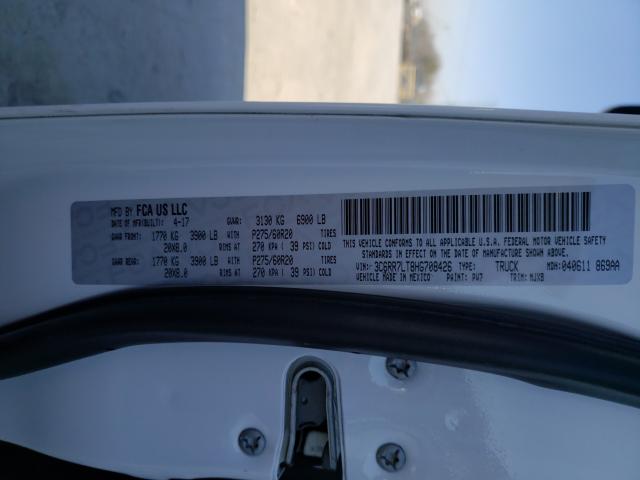 MFD BY FCA US LLC
DATE OF MFR(BUILT): 4-17 GVWR: 3130 KG 6900 LB
GAWR FRONT: 1770 KG 3900 LB WITH P275/60R20 TIRES
20X8.0 RIMS AT 270 KPA ( 39 PSI) COLD
GAWR REAR: 1770 KG 3900 LB WITH P275/60R20 TIRES
20X8.0 RIMS AT 270 KPA ( 39 PSI) COLD
THIS VEHICLE CONFORMS TO ALL APPLICABLE U.S.A. FEDERAL MOTOR VEHICLE SAFETY
STANDARDS IN EFFECT ON THE DATE OF MANUFACTURE SHOWN ABOVE.
VIN: 3C6RR7LT8HG708426 TYPE: TRUCK MDH: 040611 869AA
VEHICLE MADE IN MEXICO PAINT: PW7 TRIM: MJX8